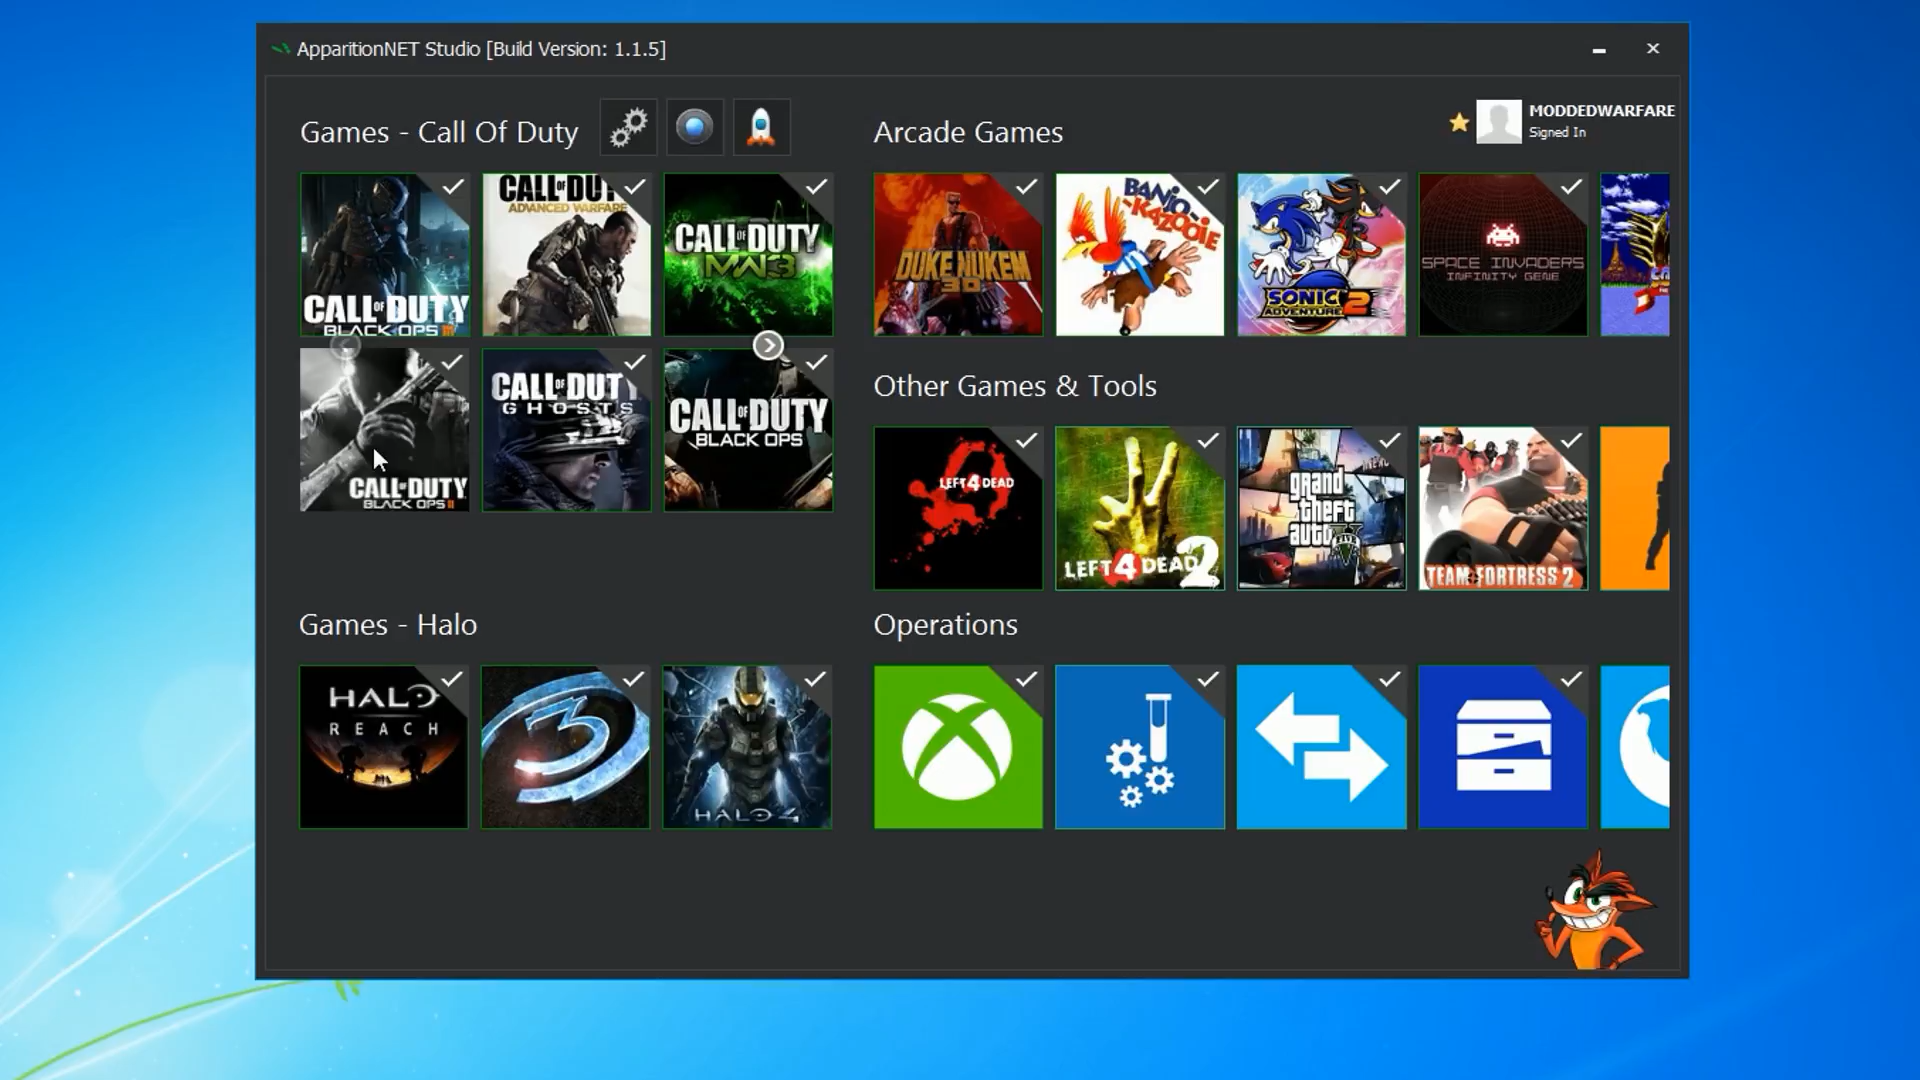 ApparitionNET Studio [Build Version: 1.1.5]
Games - Call Of Duty
Arcade Games
MODDEDWARFARE
Signed In
CALL OF DUTY
BLACK OPS III
CALL OF DUTY
ADVANCED WARFARE
CALL OF DUTY
MW3
DUKE NUKEM
3D
BANJO
-KAZOOIE
SONIC
ADVENTURE 2
SPACE INVADERS
INFINITY GENE
CALL OF DUTY
BLACK OPS II
CALL OF DUTY
GHOSTS
CALL OF DUTY
BLACK OPS
Other Games & Tools
LEFT 4 DEAD
LEFT 4 DEAD 2
grand
theft
auto
V
TEAM FORTRESS 2
Games - Halo
Operations
HALO
REACH
3
HALO 4